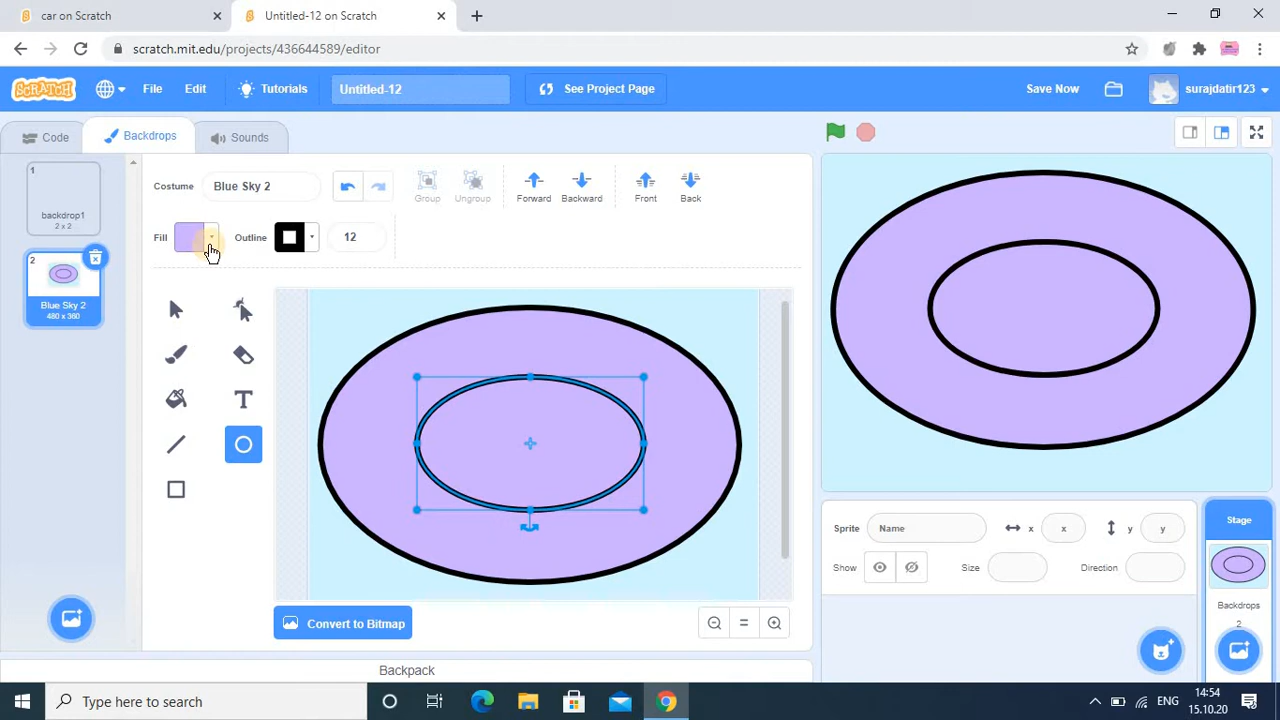 car on Scratch
Untitled-12 on Scratch
scratch.mit.edu/projects/436644589/editor
SCRATCH
File
Edit
Tutorials
Untitled-12
See Project Page
Save Now
surajdatir123
Code
Backdrops
Sounds
1
backdrop1
2 x 2
2
Blue Sky 2
480 x 360
Costume
Blue Sky 2
Group
Ungroup
Forward
Backward
Front
Back
Fill
Outline
12
T
Convert to Bitmap
Backpack
Sprite
Name
x
x
y
y
Show
Size
Direction
Stage
Backdrops
2
Type here to search
ENG
14:54
15.10.20